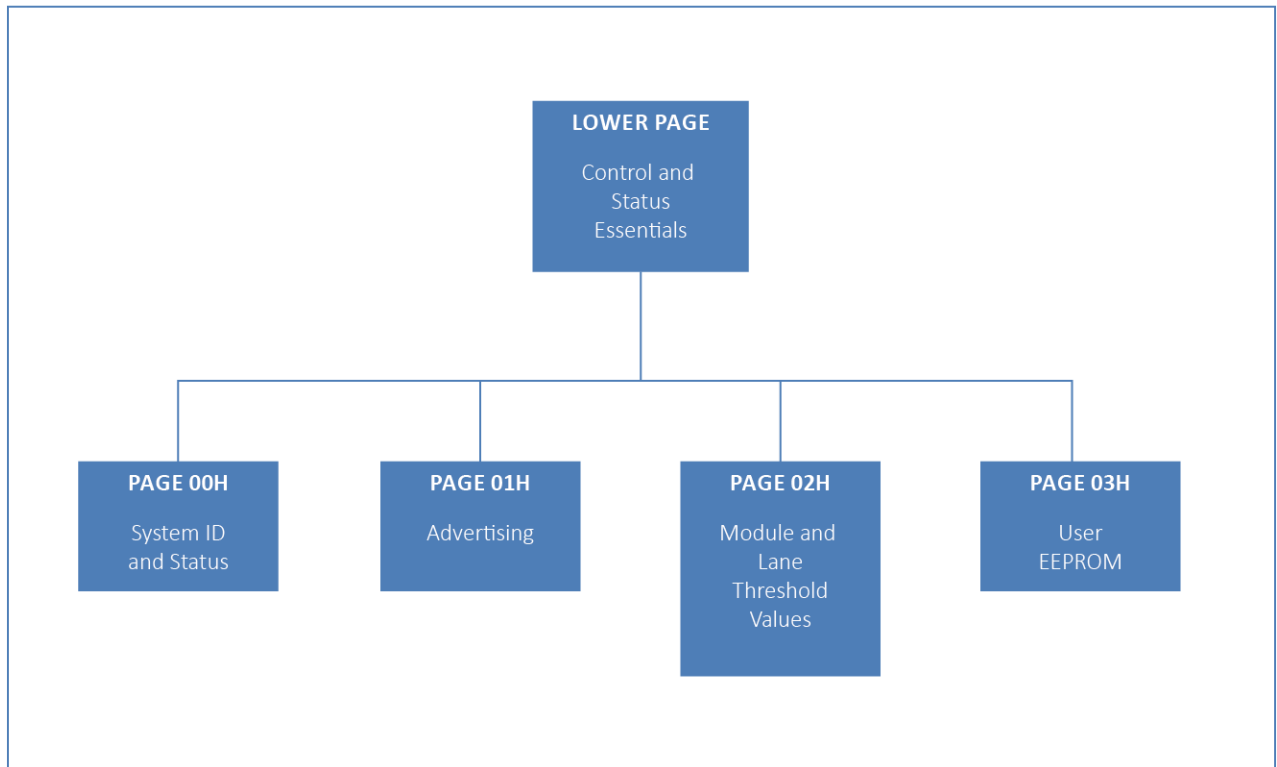 LOWER PAGE
Control and
Status
Essentials
PAGE 00H
System ID
and Status
PAGE 01H
Advertising
PAGE 02H
Module and
Lane
Threshold
Values
PAGE 03H
User
EEPROM